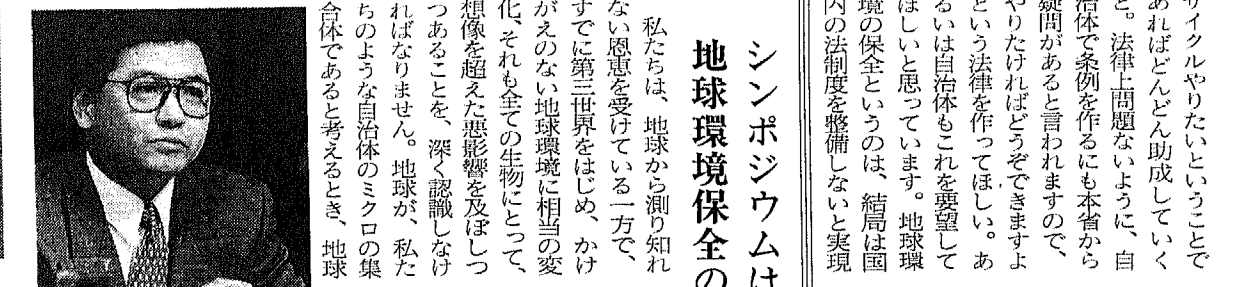 サイクルやりたいということで
あればどんどん助成していく
と。法律上問題ないように、自
治体で条例を作るにも本省から
疑問があると言われますので、
やりたければどうぞできますよ
という法律を作ってほしい。あ
るいは自治体もこれを要望して
ほしいと思っています。地球環
境の保全というのは、結局は国
内の法制度を整備しないと実現
シンポジウムは
地球環境保全の
私たちは、地球から測り知れ
ない恩恵を受けている一方で、
すでに第三世界をはじめ、かけ
がえのない地球環境に相当の変
化、それも全ての生物にとって、
想像を超えた悪影響を及ぼしつ
つあることを、深く認識しなけ
ればなりません。地球が、私た
ちのような自治体のミクロの集
合体であると考えるとき、地球